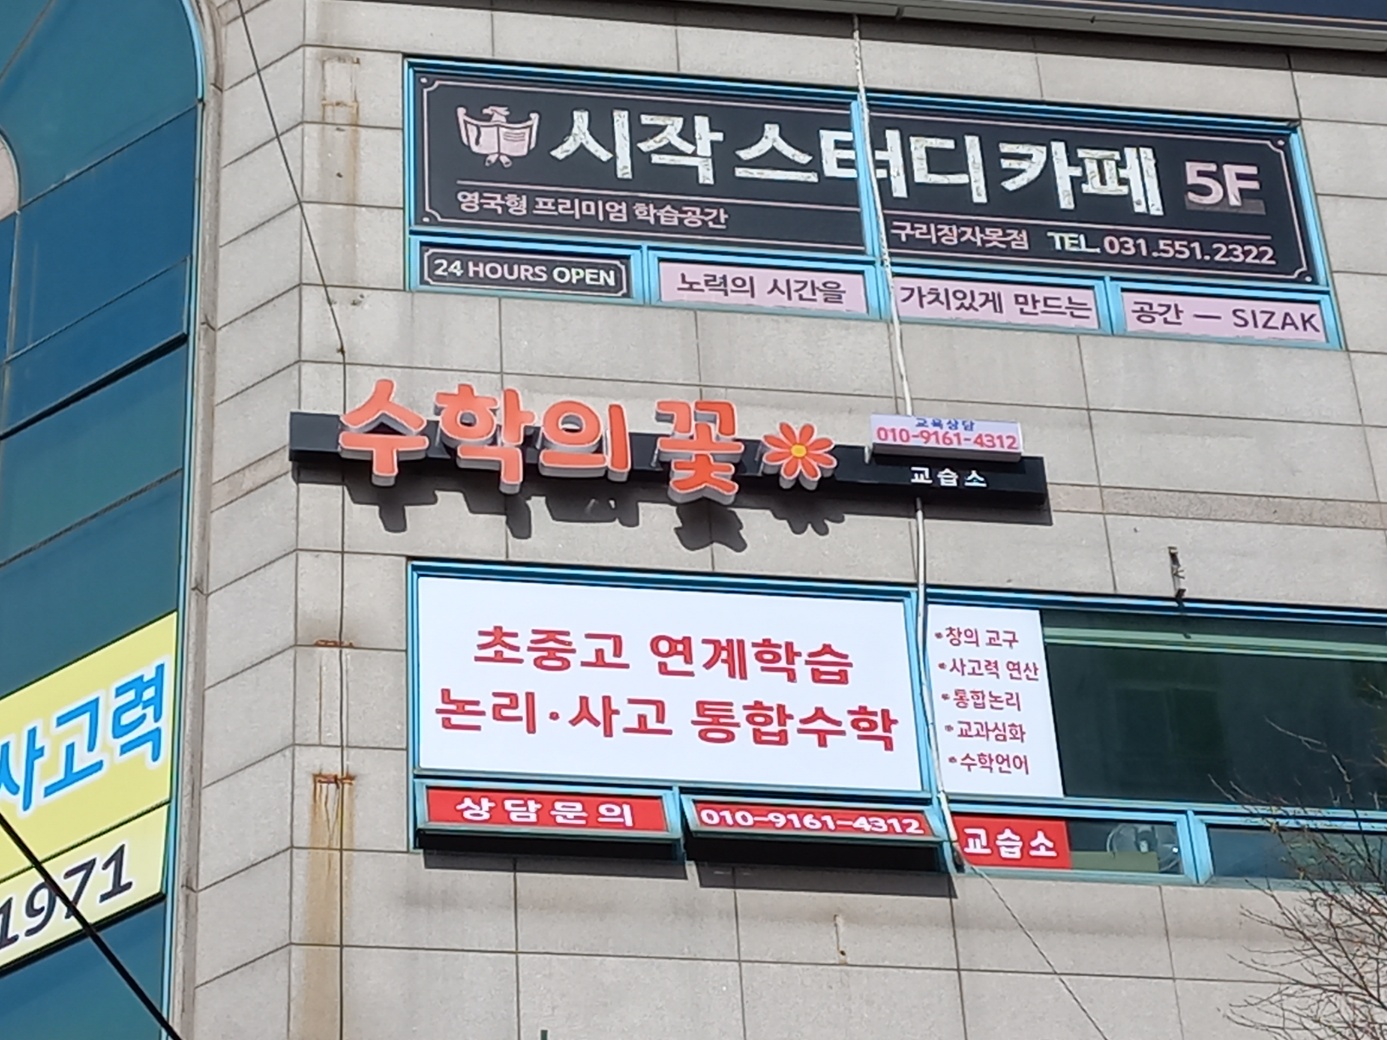 시작 스터디 카페 5F
영국형 프리미엄 학습공간
구리장자못점 TEL. 031.551.2322
24 HOURS OPEN
노력의 시간을 가치있게 만드는 공간 — SIZAK
수학의 꽃
교육상담
010-9161-4312
교습소
초중고 연계학습
논리·사고 통합수학
•창의 교구
•사고력 연산
•통합논리
•교과심화
•수학언어
상담문의 010-9161-4312 교습소
사고력
1971